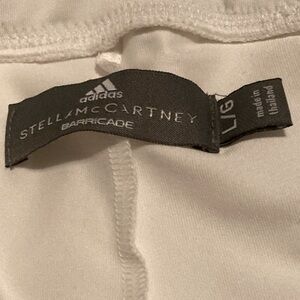 adidas
STELLA McCARTNEY
BARRICADE
L/G
made in
thailand